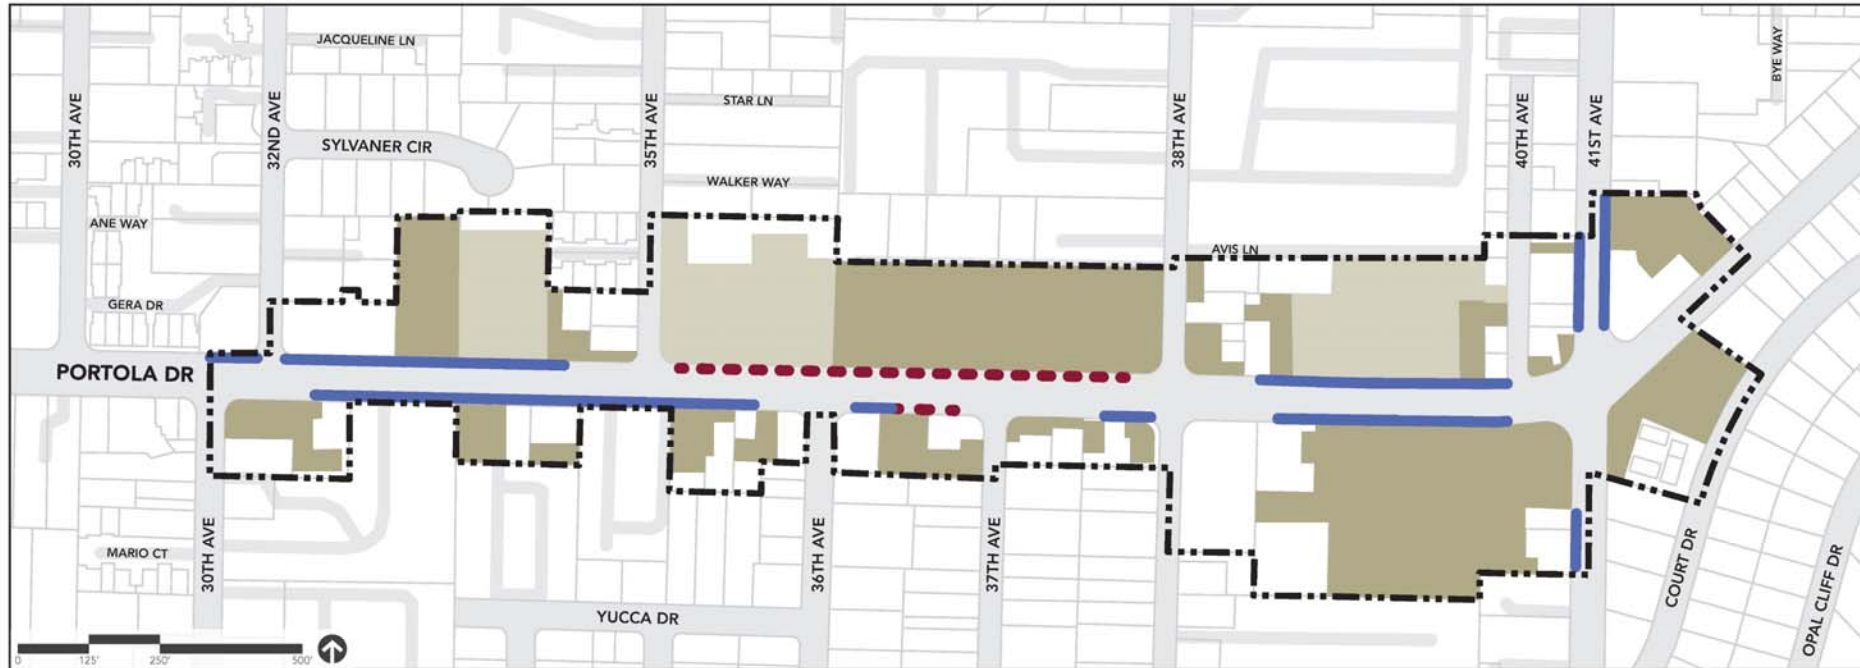 JACQUELINE LN
30TH AVE
32ND AVE
35TH AVE
STAR LN
38TH AVE
40TH AVE
41ST AVE
BYE WAY
SYLVANER CIR
WALKER WAY
ANE WAY
AVIS LN
GERA DR
PORTOLA DR
MARIO CT
30TH AVE
36TH AVE
37TH AVE
YUCCA DR
COURT DR
OPAL CLIFF DR
0 125' 250' 500'